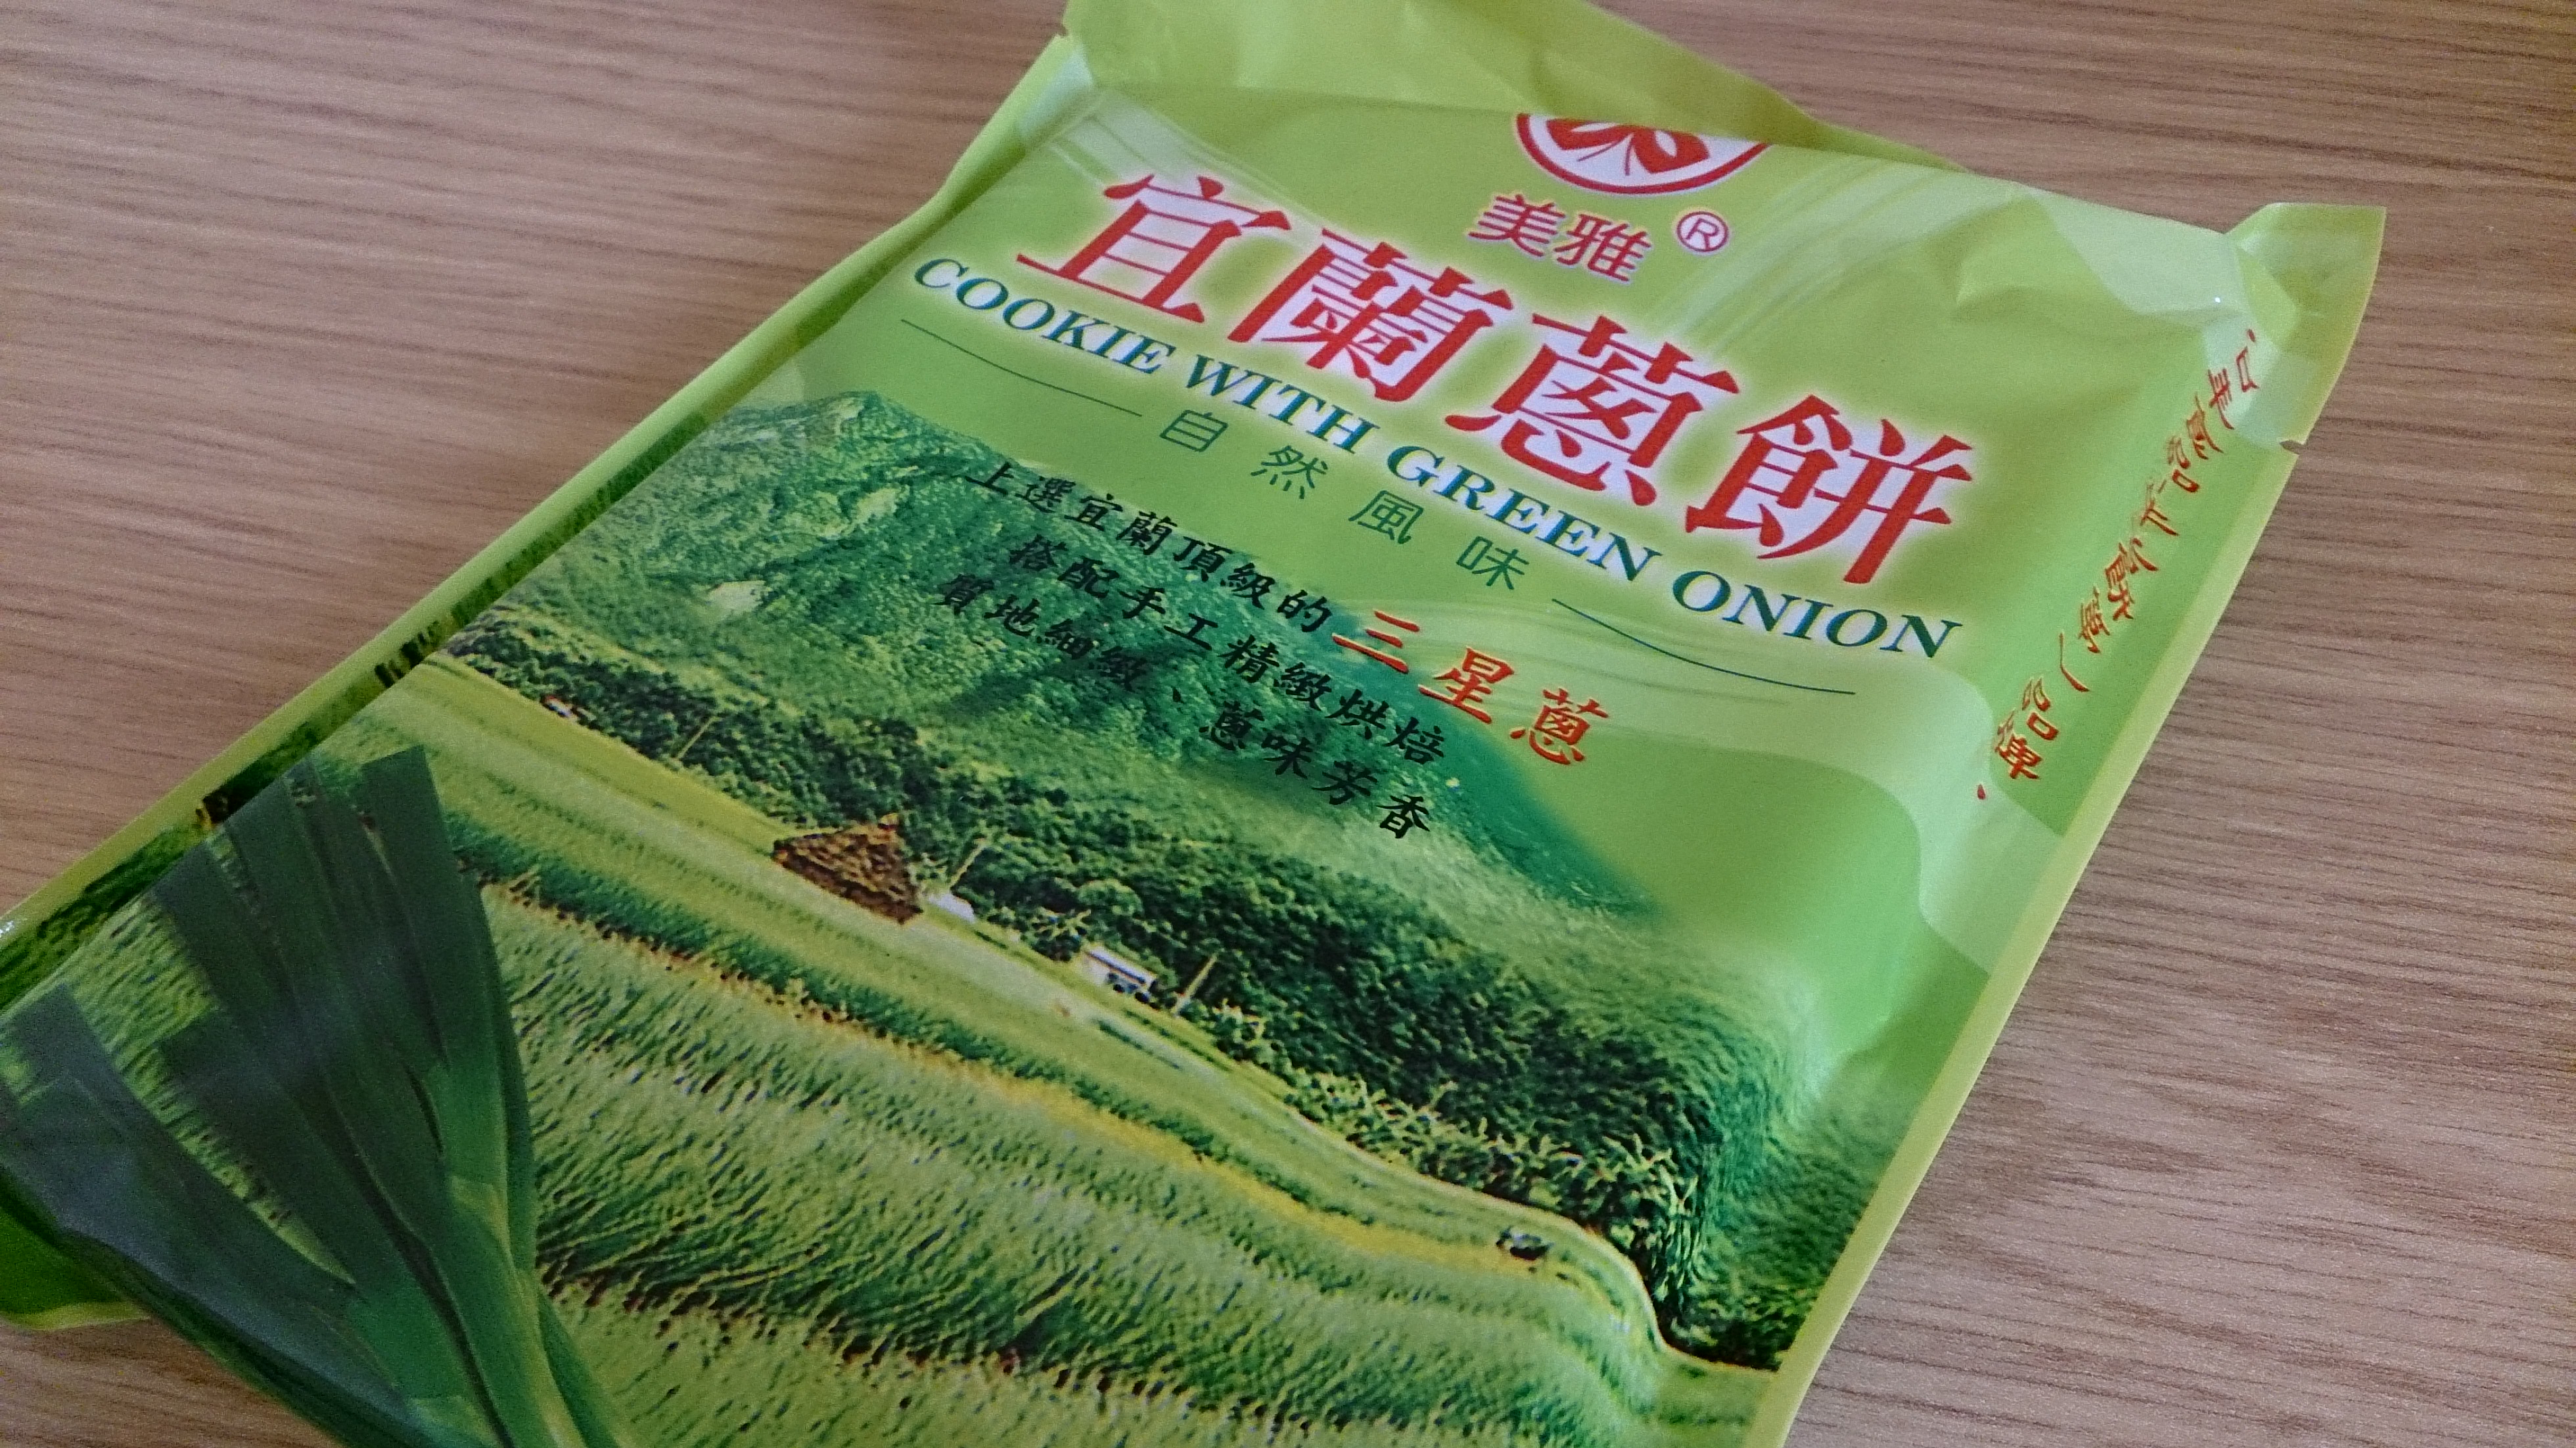 美雅®
宜蘭蔥餅
COOKIE WITH GREEN ONION
自然風味
上選宜蘭頂級的三星蔥
搭配手工精緻烘焙
質地細緻、蔥味芳香